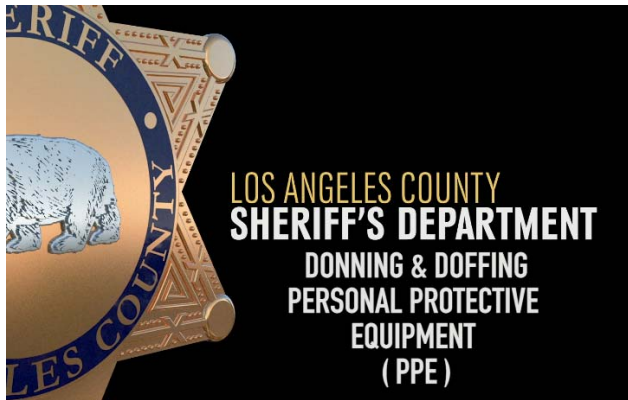 ERIFF
LES COUNTY
LOS ANGELES COUNTY
SHERIFF'S DEPARTMENT
DONNING & DOFFING
PERSONAL PROTECTIVE
EQUIPMENT
( PPE )